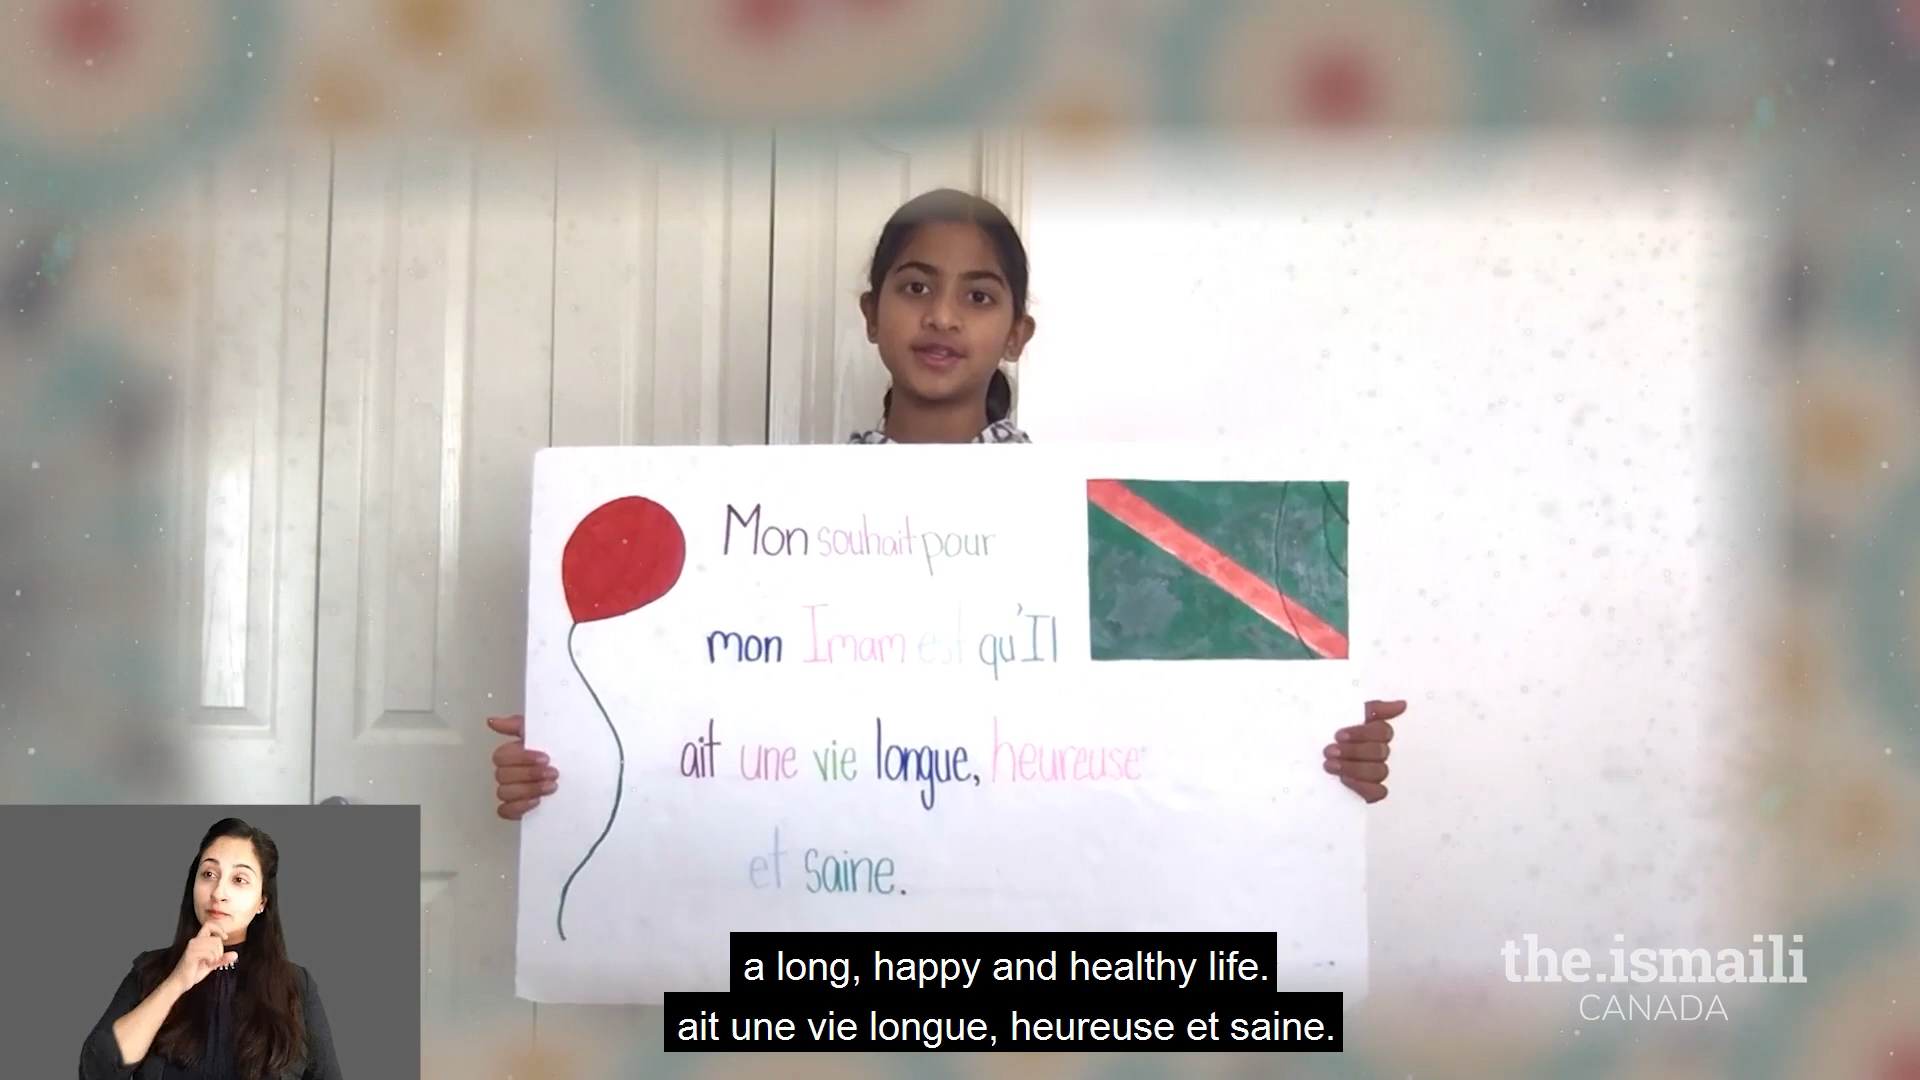 Mon souhait pour
mon Imam est qu'Il
ait une vie longue, heureuse
et saine.
a long, happy and healthy life.
ait une vie longue, heureuse et saine.
the.ismaili
CANADA